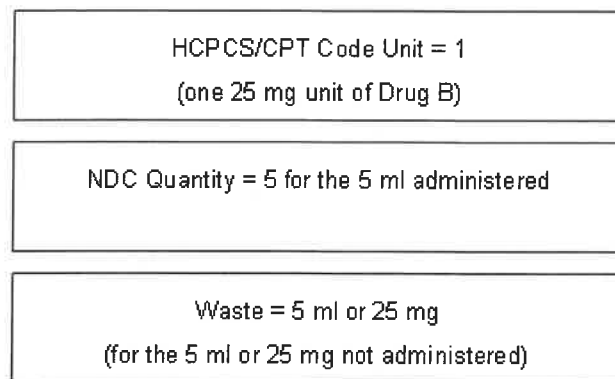 HCPCS/CPT Code Unit = 1
(one 25 mg unit of Drug B)
NDC Quantity = 5 for the 5 ml administered
Waste = 5 ml or 25 mg
(for the 5 ml or 25 mg not administered)